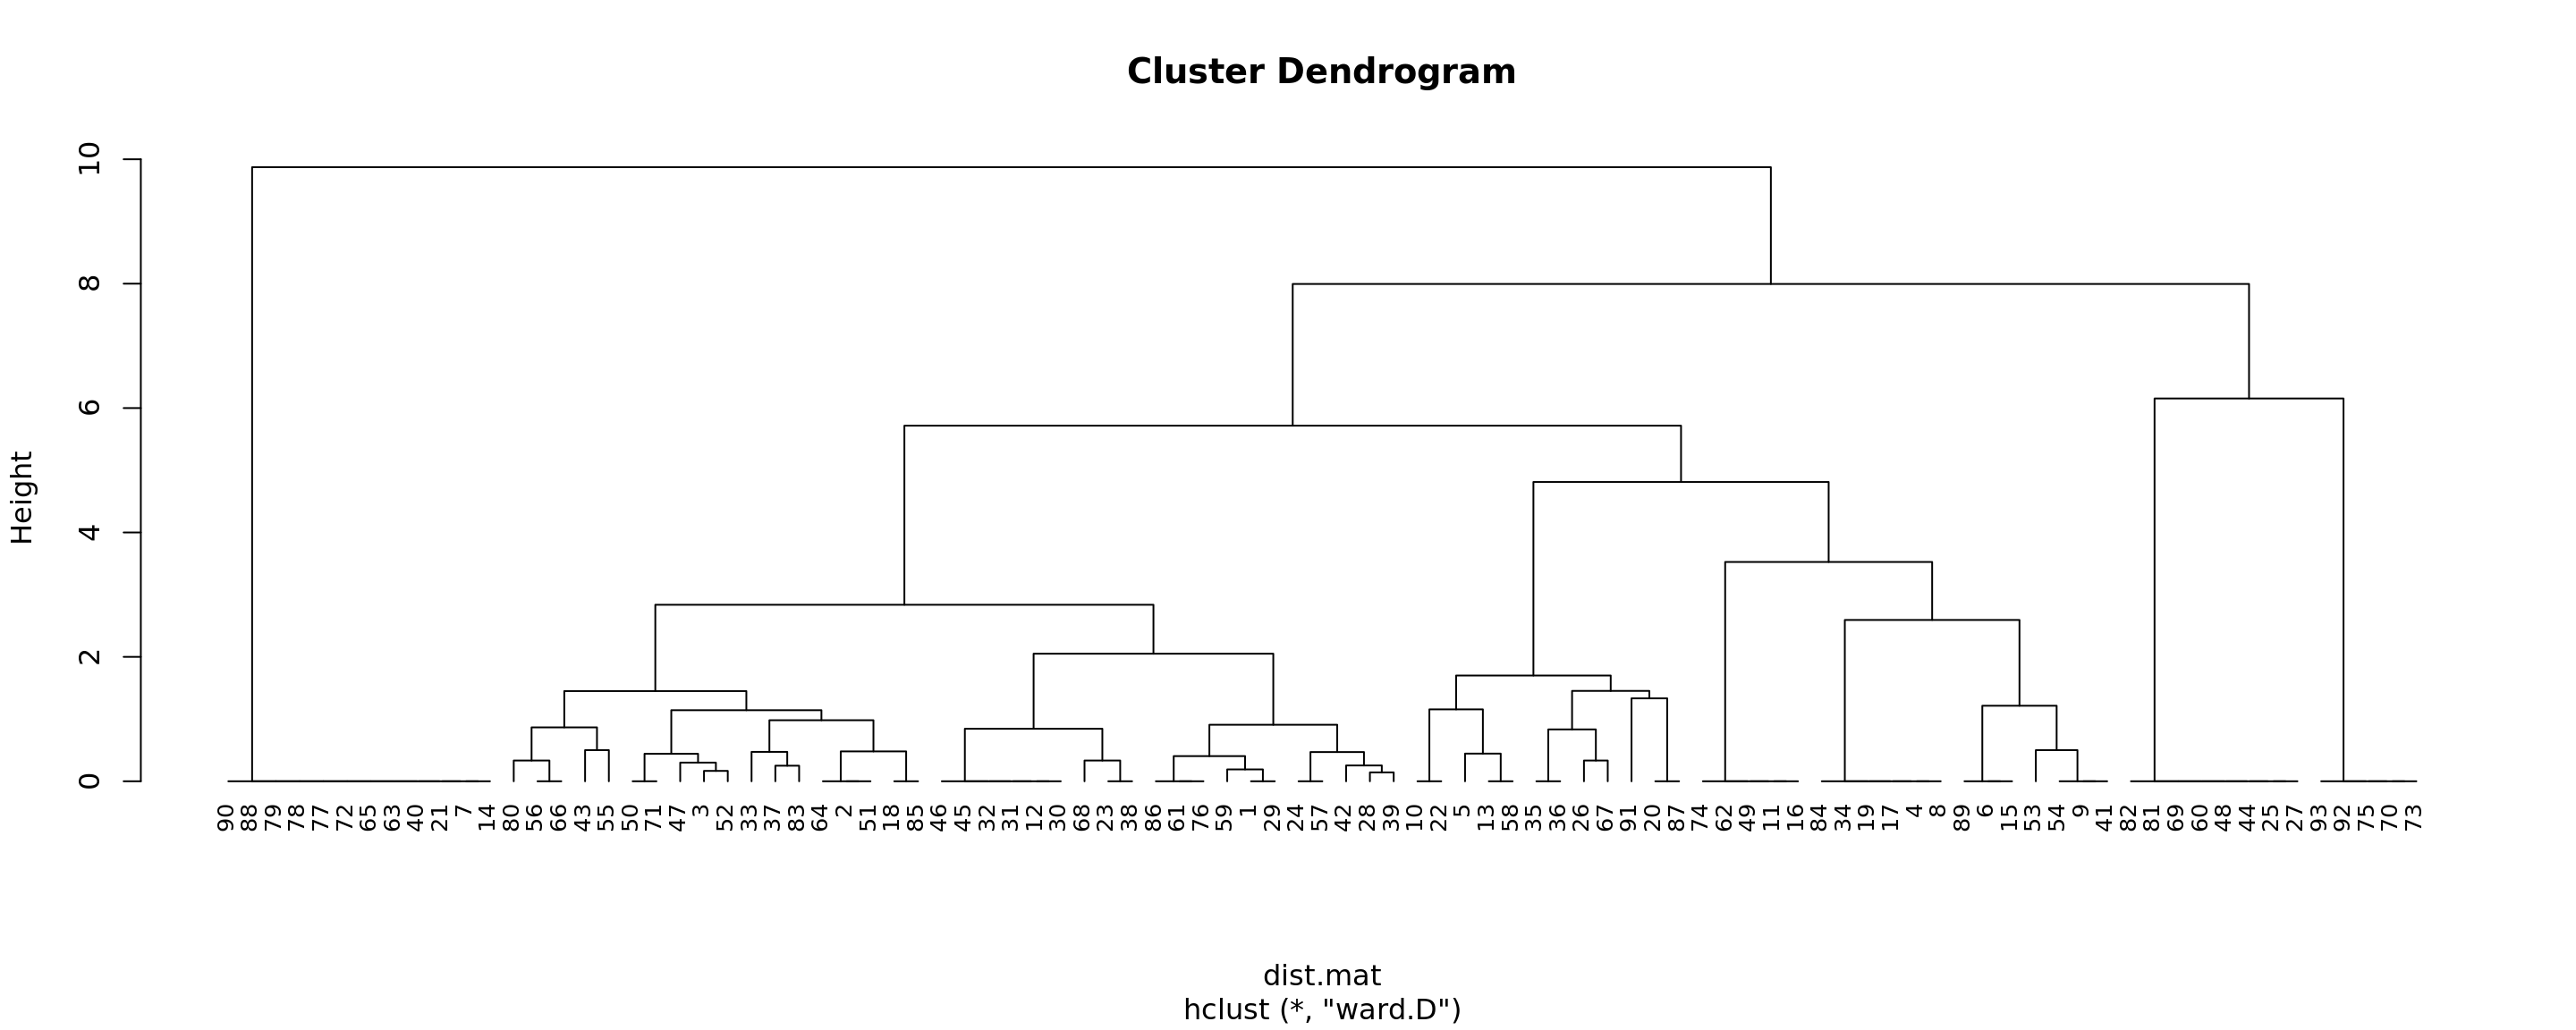 Cluster Dendrogram
10
8
6
4
2
0
Height
90 88 79 78 77 72 65 63 40 21 7 14 80 56 66 43 55 50 71 47 3 52 33 37 83 64 2 51 18 85 46 45 32 31 12 30 68 23 38 86 61 76 59 1 29 24 57 42 28 39 10 22 5 13 58 35 36 26 67 91 20 87 74 62 49 11 16 84 34 19 17 4 8 89 6 15 53 54 9 41 82 81 69 60 48 44 25 27 93 92 75 70 73
dist.mat
hclust (*, "ward.D")